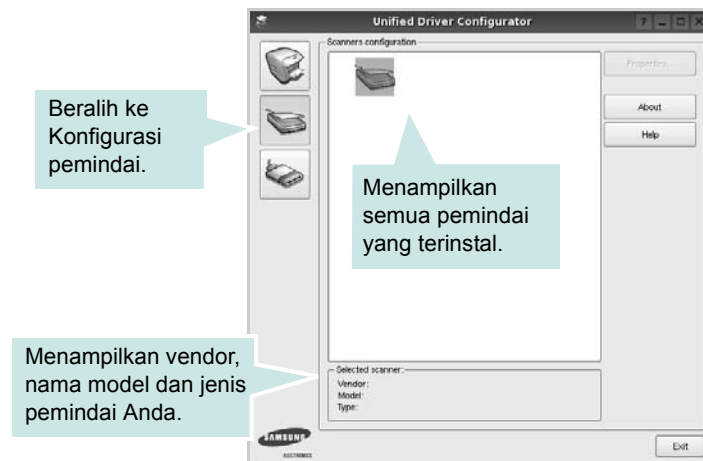 Unified Driver Configurator
Scanners configuration
Properties...
About
Help
Beralih ke
Konfigurasi
pemindai.
Menampilkan
semua pemindai
yang terinstal.
Menampilkan vendor,
nama model dan jenis
pemindai Anda.
Selected scanner:
Vendor:
Model:
Type:
SAMSUNG
ELECTRONICS
Exit